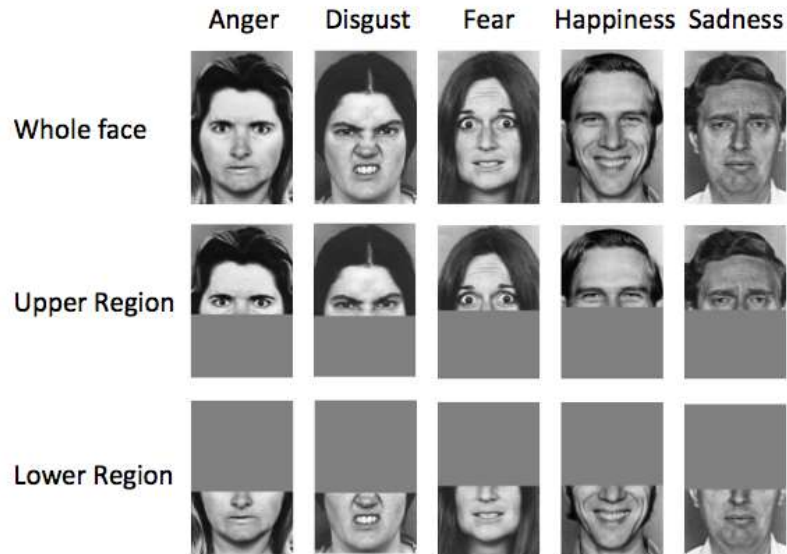 Anger Disgust Fear Happiness Sadness
Whole face
Upper Region
Lower Region